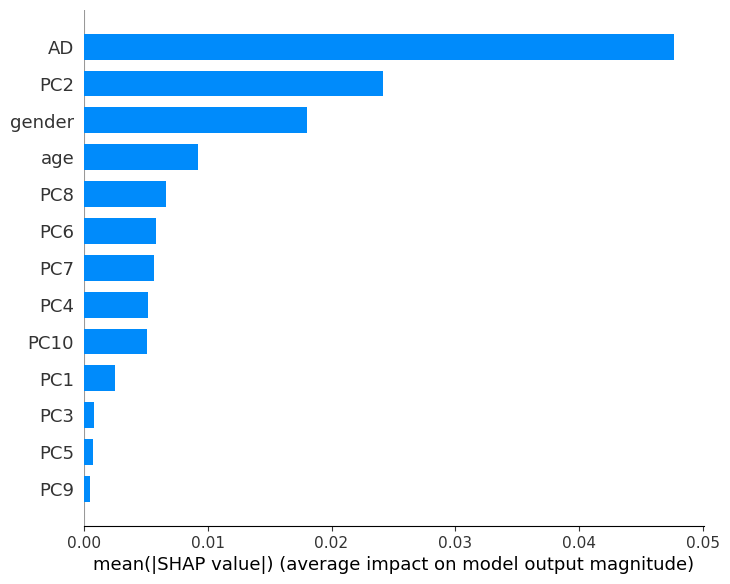 AD
PC2
gender
age
PC8
PC6
PC7
PC4
PC10
PC1
PC3
PC5
PC9
0.00 0.01 0.02 0.03 0.04 0.05
mean(|SHAP value|) (average impact on model output magnitude)